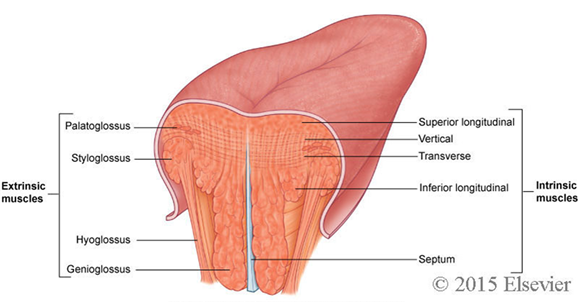 Extrinsic
muscles
Palatoglossus
Styloglossus
Hyoglossus
Genioglossus
Superior longitudinal
Vertical
Transverse
Inferior longitudinal
Septum
Intrinsic
muscles
© 2015 Elsevier